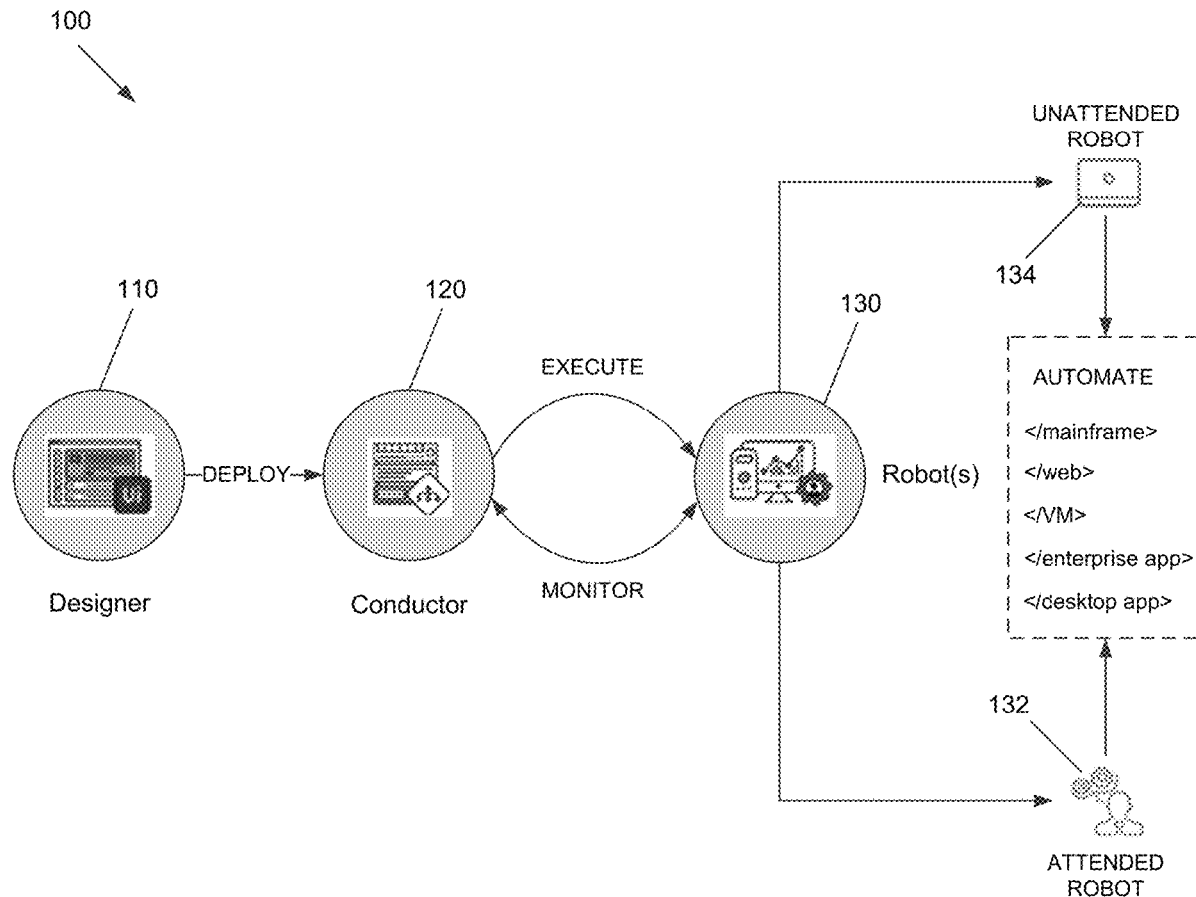 100
UNATTENDED
ROBOT
134
110
120
130
EXECUTE
AUTOMATE
</mainframe>
DEPLOY
Robot(s)
</web>
</VM>
</enterprise app>
MONITOR
Designer
Conductor
</desktop app>
132
ATTENDED
ROBOT